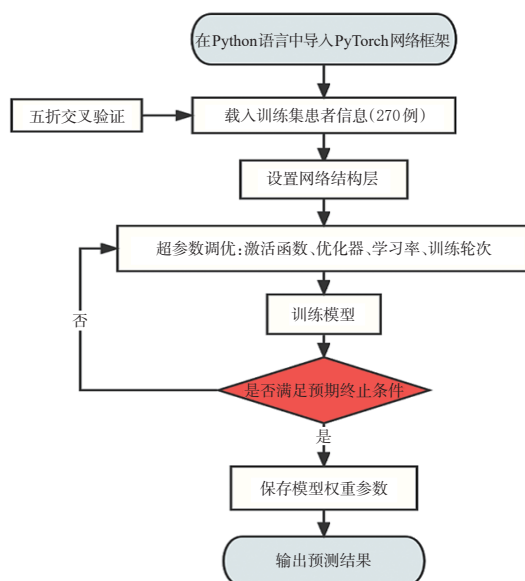 在Python语言中导入PyTorch网络框架
五折交叉验证
载入训练集患者信息(270例)
设置网络结构层
超参数调优:激活函数、优化器、学习率、训练轮次
否
训练模型
是否满足预期终止条件
是
保存模型权重参数
输出预测结果